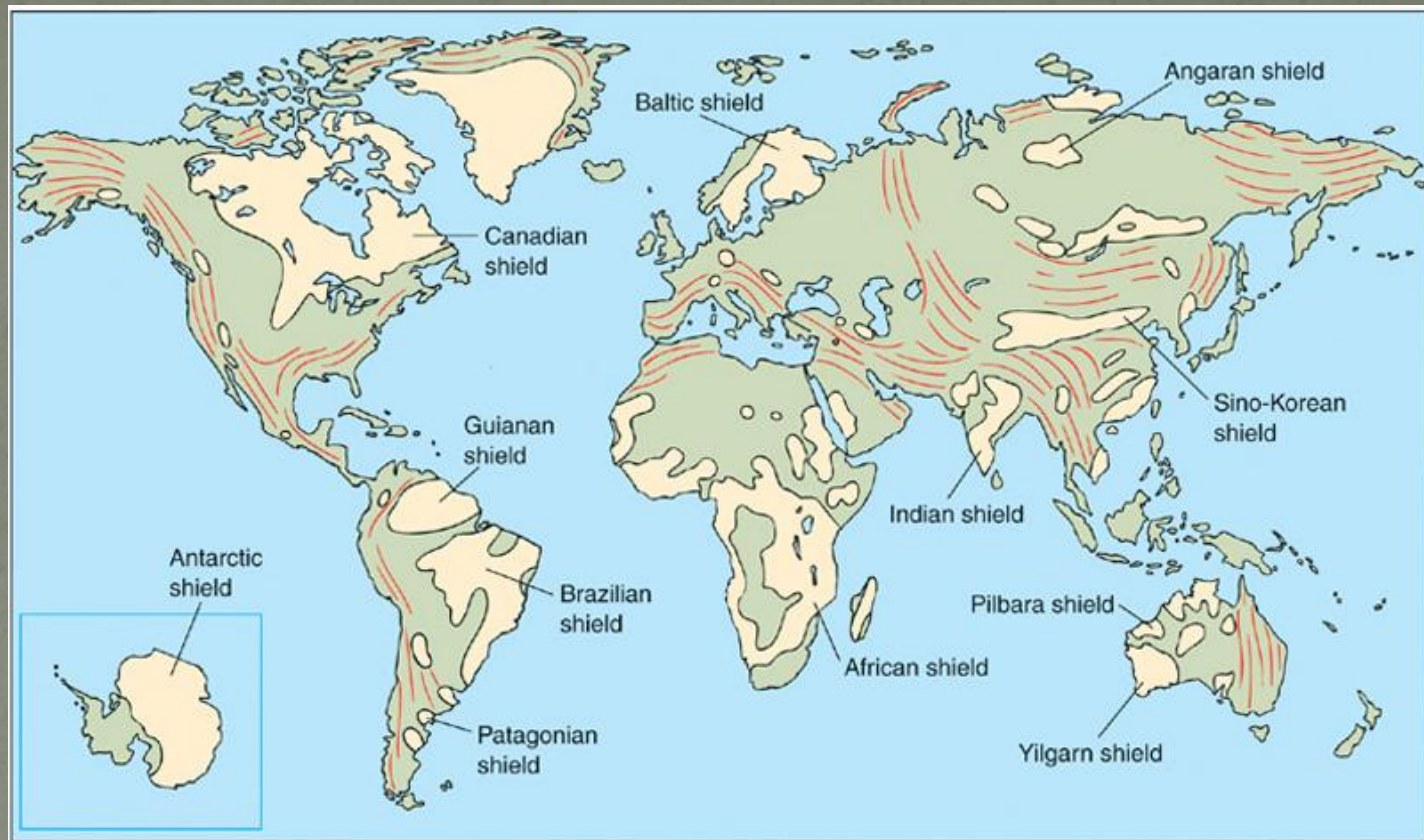 Angaran shield
Baltic shield
Canadian
shield
Sino-Korean
shield
Guianan
shield
Indian shield
Antarctic
shield
Brazilian
shield
Pilbara shield
African shield
Patagonian
shield
Yilgarn shield